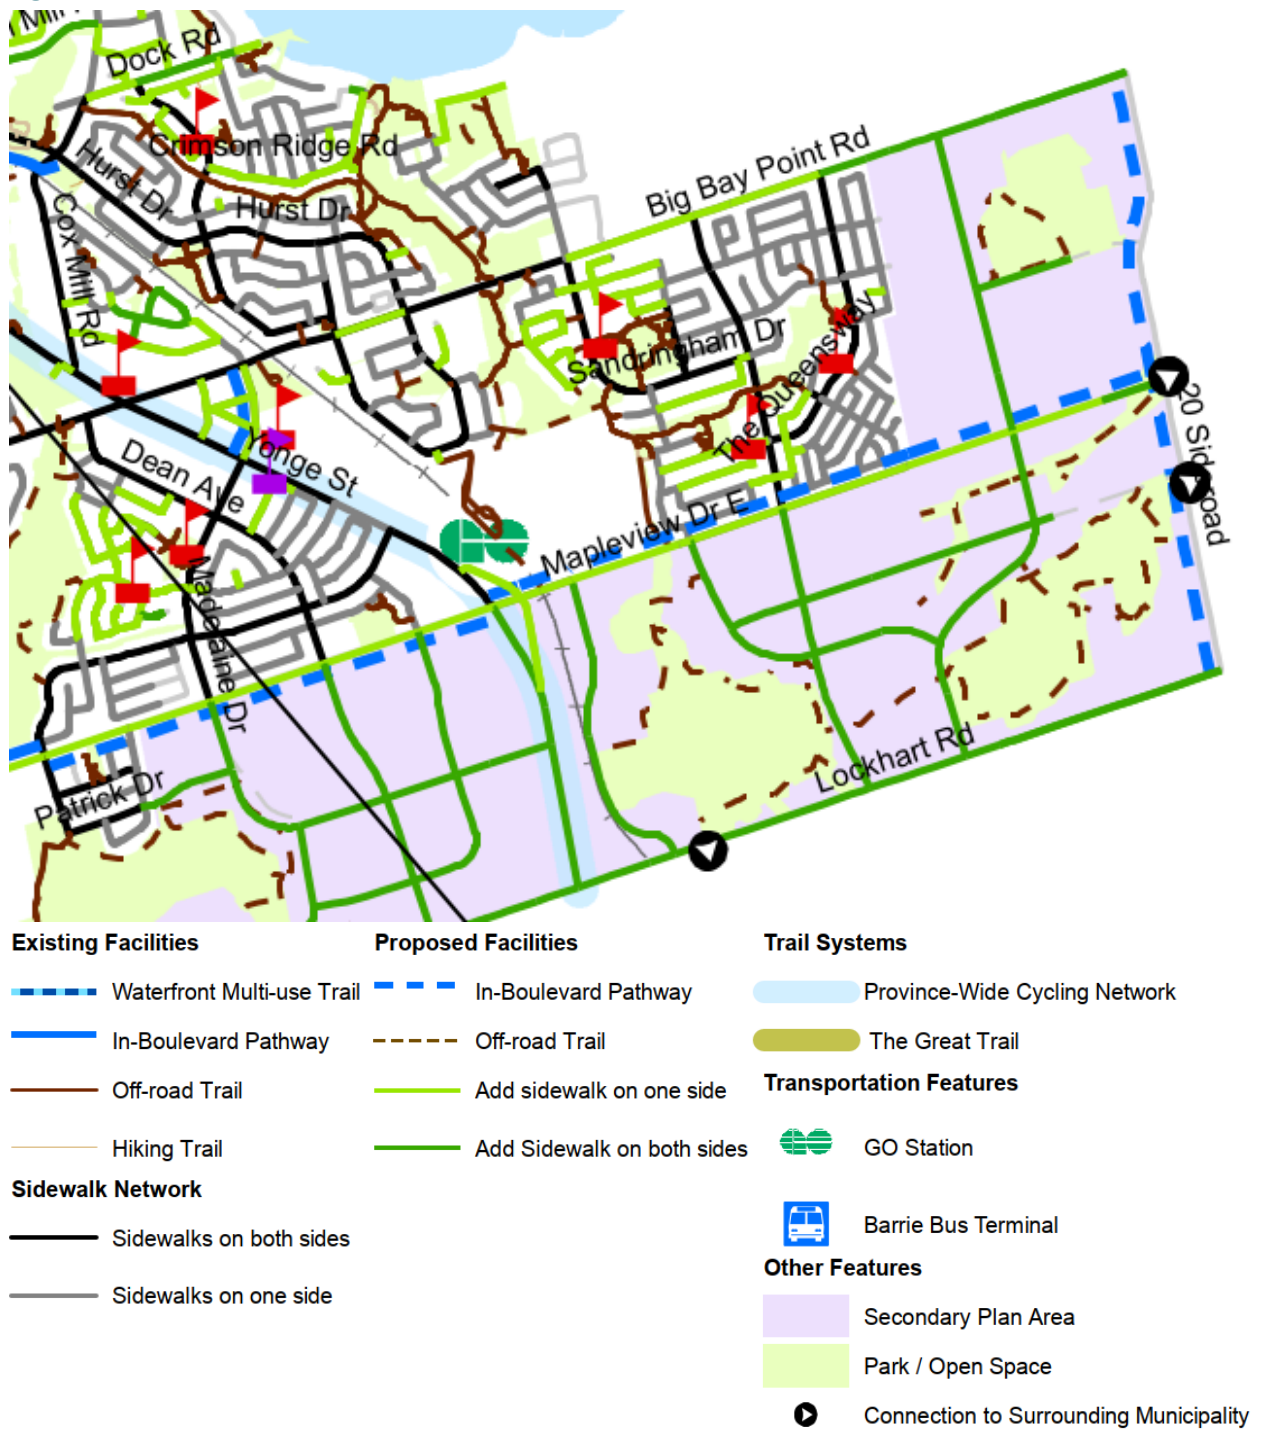 Mill
Dock Rd
Crimson Ridge Rd
Hurst Dr
Hurst Dr
Cox Mill Rd
Big Bay Point Rd
Sandringham Dr
The Queensway
20 Sideroad
Yonge St
Dean Ave
Mapleview Dr E
Madelaine Dr
Lockhart Rd
Patrick Dr
Existing Facilities
Waterfront Multi-use Trail
In-Boulevard Pathway
Off-road Trail
Hiking Trail
Sidewalk Network
Sidewalks on both sides
Sidewalks on one side
Proposed Facilities
In-Boulevard Pathway
Off-road Trail
Add sidewalk on one side
Add Sidewalk on both sides
Trail Systems
Province-Wide Cycling Network
The Great Trail
Transportation Features
GO Station
Barrie Bus Terminal
Other Features
Secondary Plan Area
Park / Open Space
Connection to Surrounding Municipality